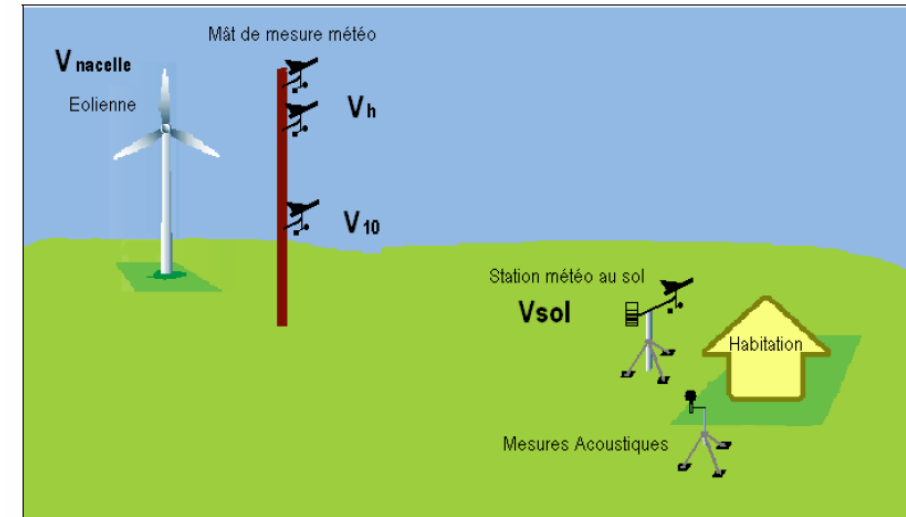 Mât de mesure météo
V nacelle
Eolienne
Vh
V10
Station météo au sol
Vsol
Habitation
Mesures Acoustiques